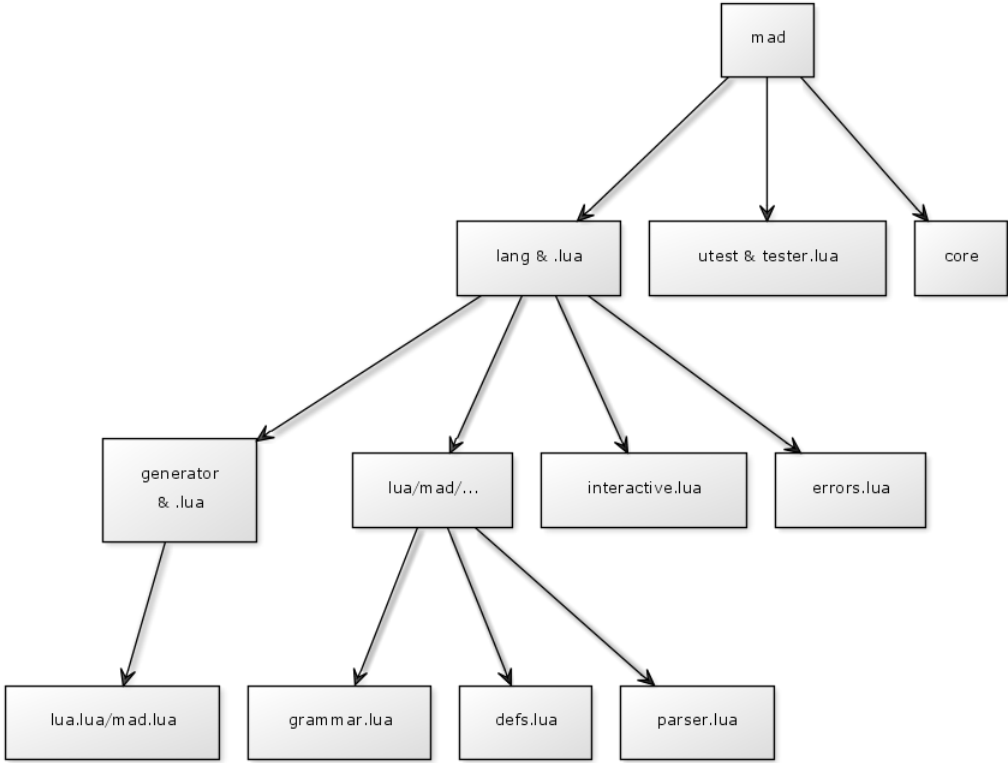 mad
lang & .lua
utest & tester.lua
core
generator
& .lua
lua/mad/...
interactive.lua
errors.lua
lua.lua/mad.lua
grammar.lua
defs.lua
parser.lua